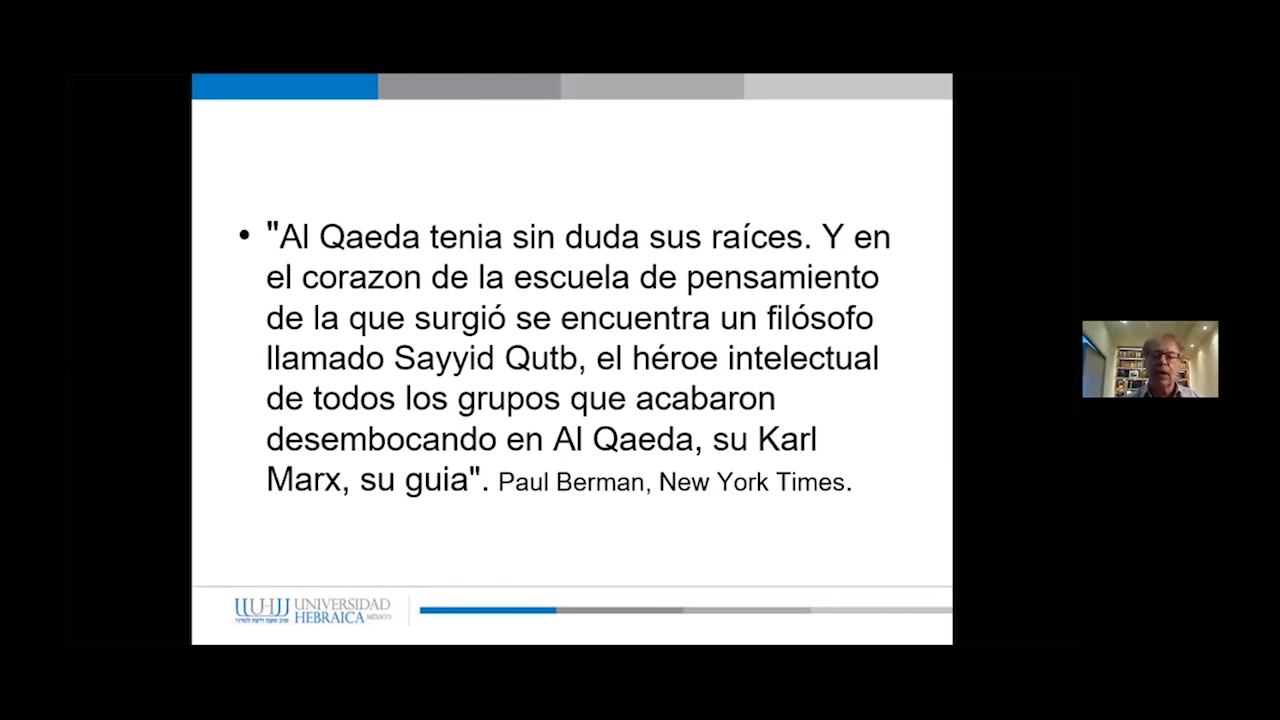 • "Al Qaeda tenia sin duda sus raíces. Y en
el corazon de la escuela de pensamiento
de la que surgió se encuentra un filósofo
llamado Sayyid Qutb, el héroe intelectual
de todos los grupos que acabaron
desembocando en Al Qaeda, su Karl
Marx, su guia". Paul Berman, New York Times.
UNIVERSIDAD
HEBRAICA MÉXICO